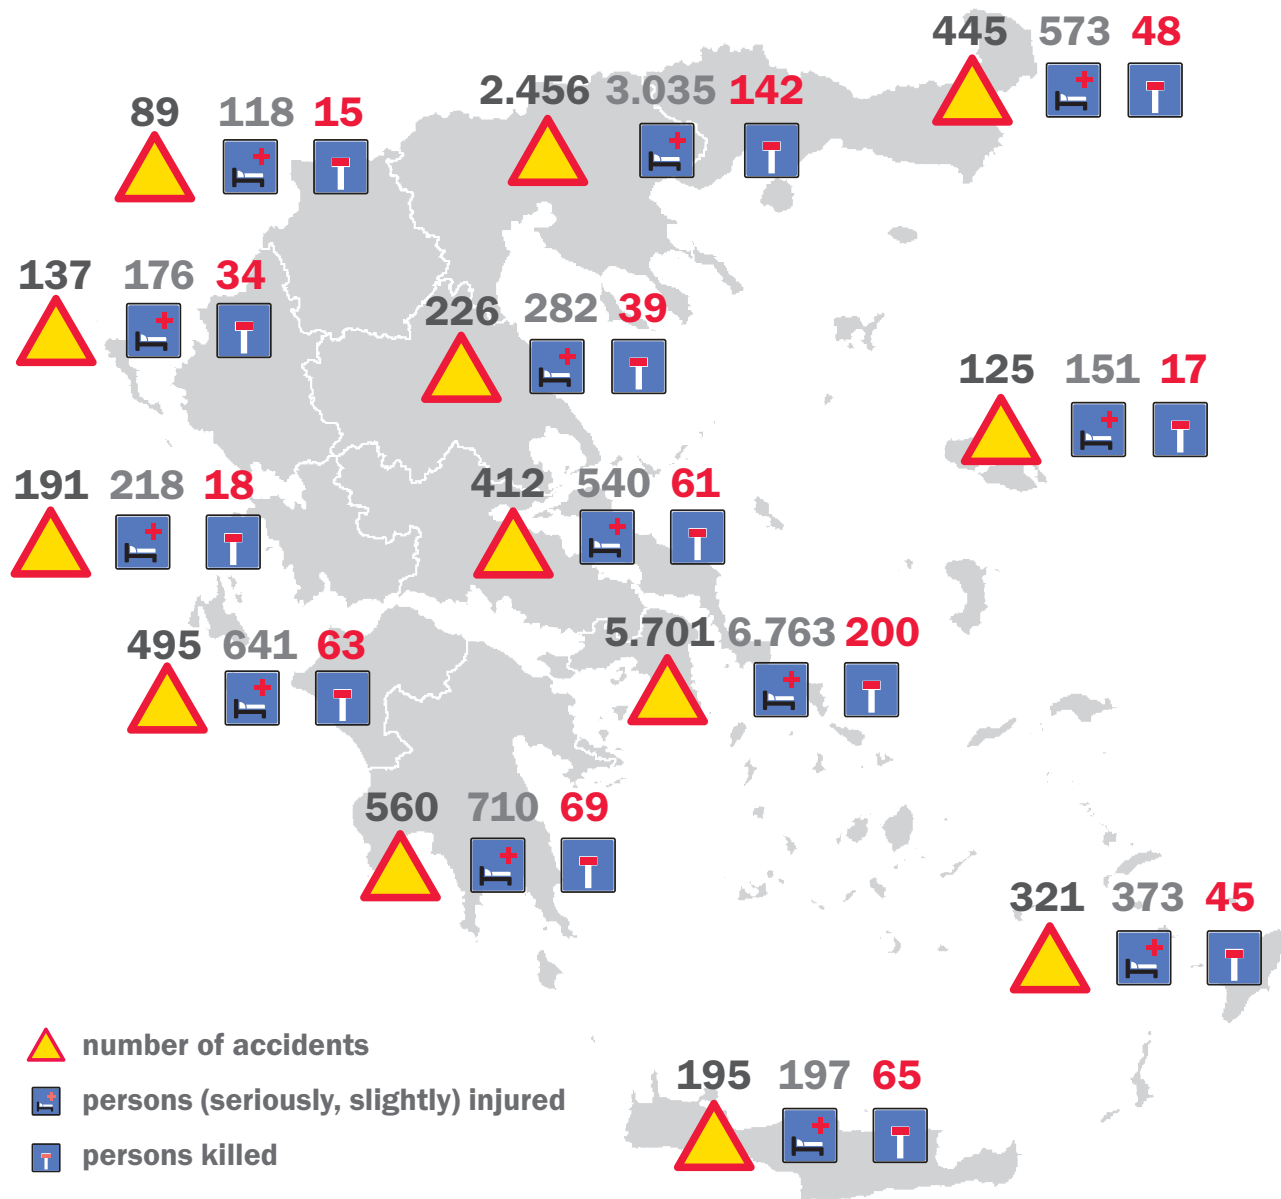 445 573 48
2.456 3.035 142
89 118 15
137 176 34
226 282 39
125 151 17
191 218 18
412 540 61
495 641 63
5.701 6.763 200
560 710 69
321 373 45
195 197 65
number of accidents
persons (seriously, slightly) injured
persons killed